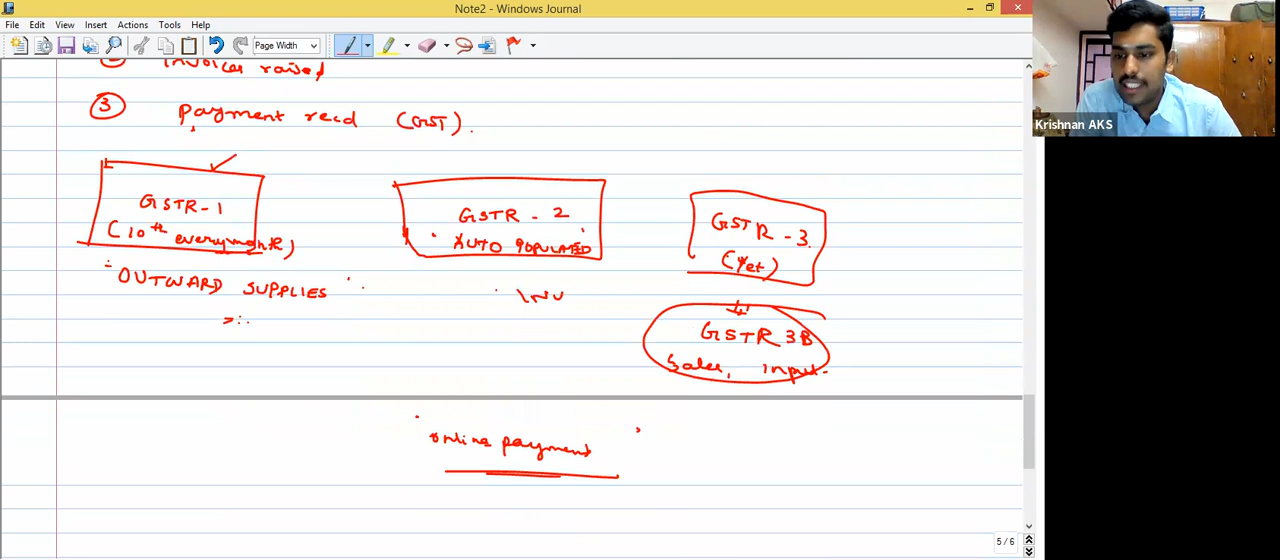 Note2 - Windows Journal
File Edit View Insert Actions Tools Help
Page Width
Krishnan AKS
Invoices raised
3 Payment recd (GST).
GSTR-1
(10th every month)
OUTWARD SUPPLIES
GSTR - 2
AUTO POPULATED
INV
GSTR - 3
(Yet)
GSTR 3B
Sales, input
online payment
5 / 6